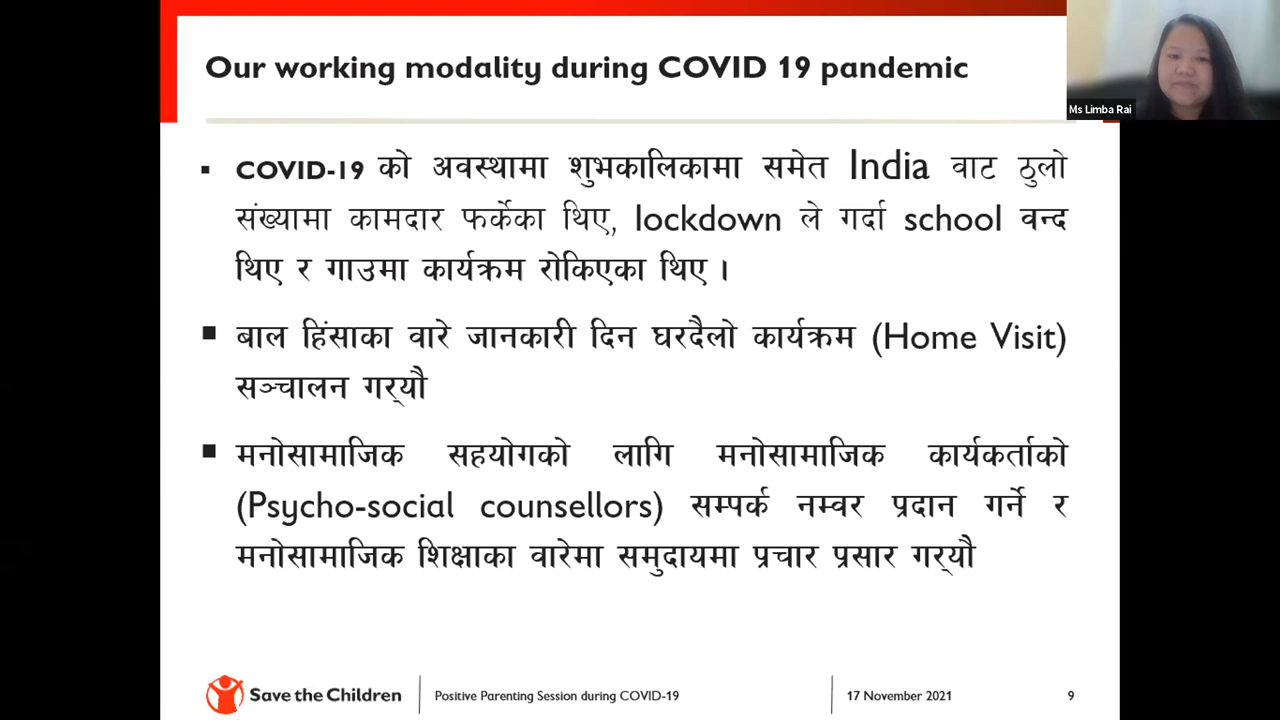 Our working modality during COVID 19 pandemic
Ms Limba Rai
▪ COVID-19 को अवस्थामा शुभकालिकामा समेत India वाट ठुलो
संख्यामा कामदार फर्केका थिए, lockdown ले गर्दा school वन्द
थिए र गाउमा कार्यक्रम रोकिएका थिए ।
▪ बाल हिंसाका वारे जानकारी दिन घरदैलो कार्यक्रम (Home Visit)
सञ्चालन गर्‍यौ
▪ मनोसामाजिक सहयोगको लागि मनोसामाजिक कार्यकर्ताको
(Psycho-social counsellors) सम्पर्क नम्वर प्रदान गर्ने र
मनोसामाजिक शिक्षाका वारेमा समुदायमा प्रचार प्रसार गर्‍यौ
Save the Children
Positive Parenting Session during COVID-19
17 November 2021
9